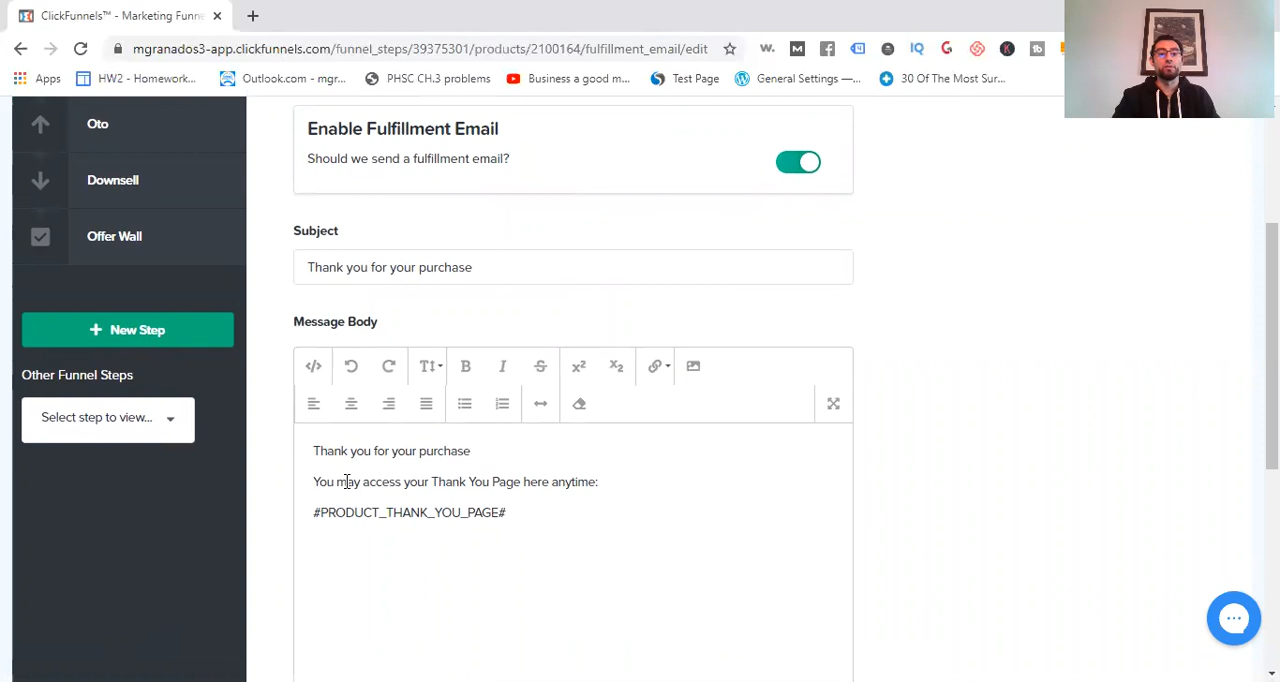 ClickFunnels™ - Marketing Funne
mgranados3-app.clickfunnels.com/funnel_steps/39375301/products/2100164/fulfillment_email/edit
Apps
HW2 - Homework...
Outlook.com - mgr...
PHSC CH.3 problems
Business a good m...
Test Page
General Settings —...
30 Of The Most Sur...
Oto
Downsell
Offer Wall
+ New Step
Other Funnel Steps
Select step to view...
Enable Fulfillment Email
Should we send a fulfillment email?
Subject
Thank you for your purchase
Message Body
Thank you for your purchase
You may access your Thank You Page here anytime:
#PRODUCT_THANK_YOU_PAGE#